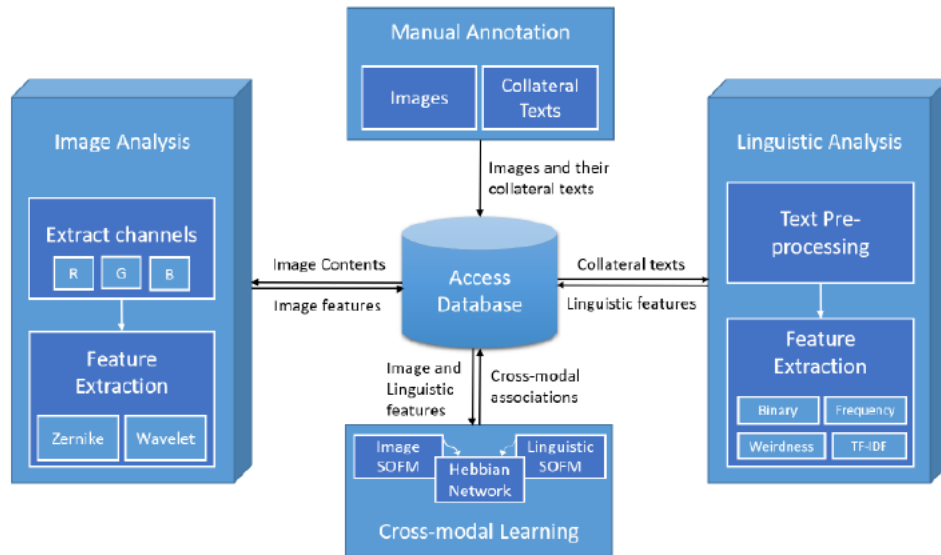 Manual Annotation
Images
Collateral
Texts
Images and their
collateral texts
Image Analysis
Extract channels
R
G
B
Feature
Extraction
Zernike
Wavelet
Image Contents
Image features
Access
Database
Collateral texts
Linguistic features
Linguistic Analysis
Text Pre-
processing
Feature
Extraction
Binary
Frequency
Weirdness
TF-IDF
Image and
Linguistic
features
Cross-modal
associations
Image
SOFM
Hebbian
Network
Linguistic
SOFM
Cross-modal Learning